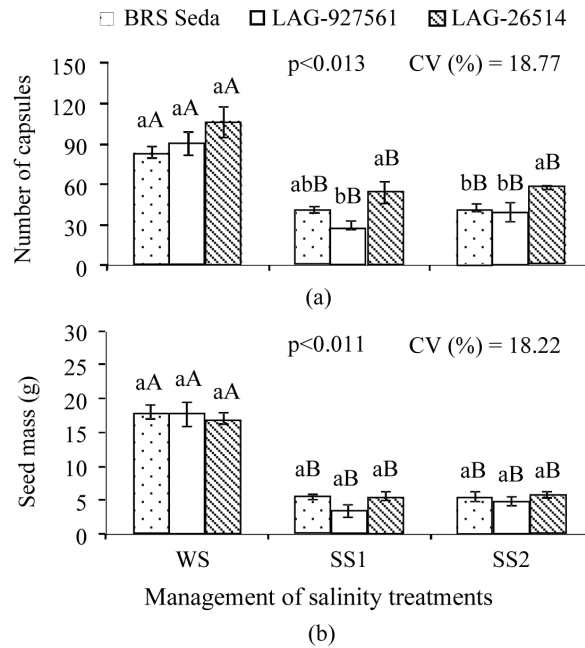 BRS Seda LAG-927561 LAG-26514
p<0.013 CV (%) = 18.77
Number of capsules
150
120
90
60
30
0
aA aA aA
abB bB aB
bB bB aB
(a)
p<0.011 CV (%) = 18.22
Seed mass (g)
30
25
20
15
10
5
0
aA aA aA
aB aB aB
aB aB aB
WS SS1 SS2
Management of salinity treatments
(b)